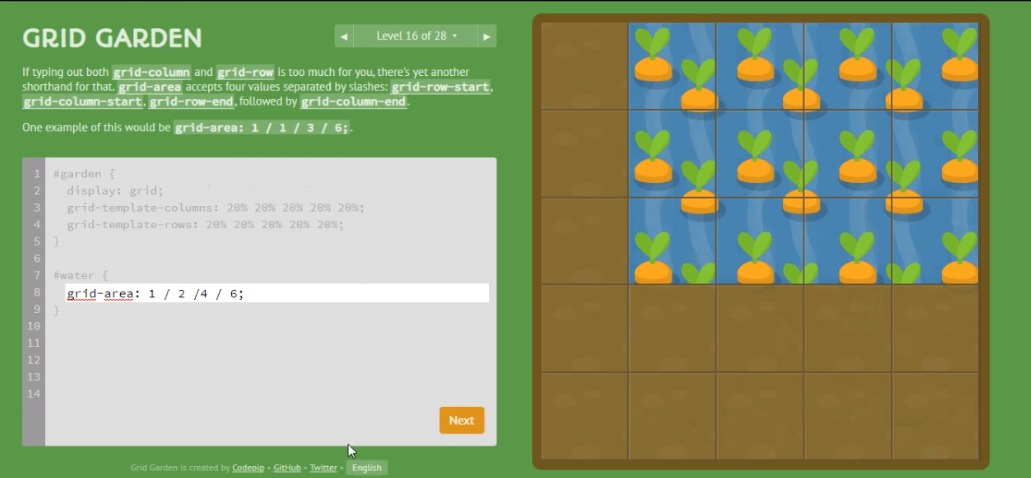 GRID GARDEN
◀ Level 16 of 28 ▾ ▶
If typing out both grid-column and grid-row is too much for you, there's yet another
shorthand for that. grid-area accepts four values separated by slashes: grid-row-start,
grid-column-start, grid-row-end, followed by grid-column-end.
One example of this would be grid-area: 1 / 1 / 3 / 6;.
1 #garden {
2 display: grid;
3 grid-template-columns: 20% 20% 20% 20% 20%;
4 grid-template-rows: 20% 20% 20% 20% 20%;
5 }
6
7 #water {
8 grid-area: 1 / 2 /4 / 6;
9 }
10
11
12
13
14
Next
Grid Garden is created by Codepip • GitHub • Twitter • English